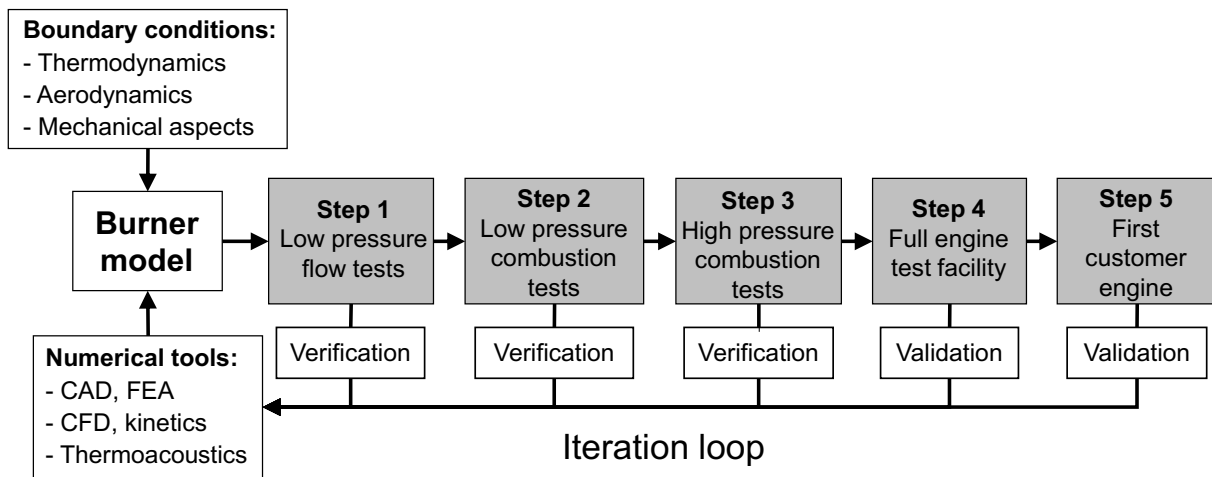 Boundary conditions:
- Thermodynamics
- Aerodynamics
- Mechanical aspects
Burner
model
Step 1
Low pressure
flow tests
Step 2
Low pressure
combustion
tests
Step 3
High pressure
combustion
tests
Step 4
Full engine
test facility
Step 5
First
customer
engine
Verification
Verification
Verification
Validation
Validation
Numerical tools:
- CAD, FEA
- CFD, kinetics
- Thermoacoustics
Iteration loop